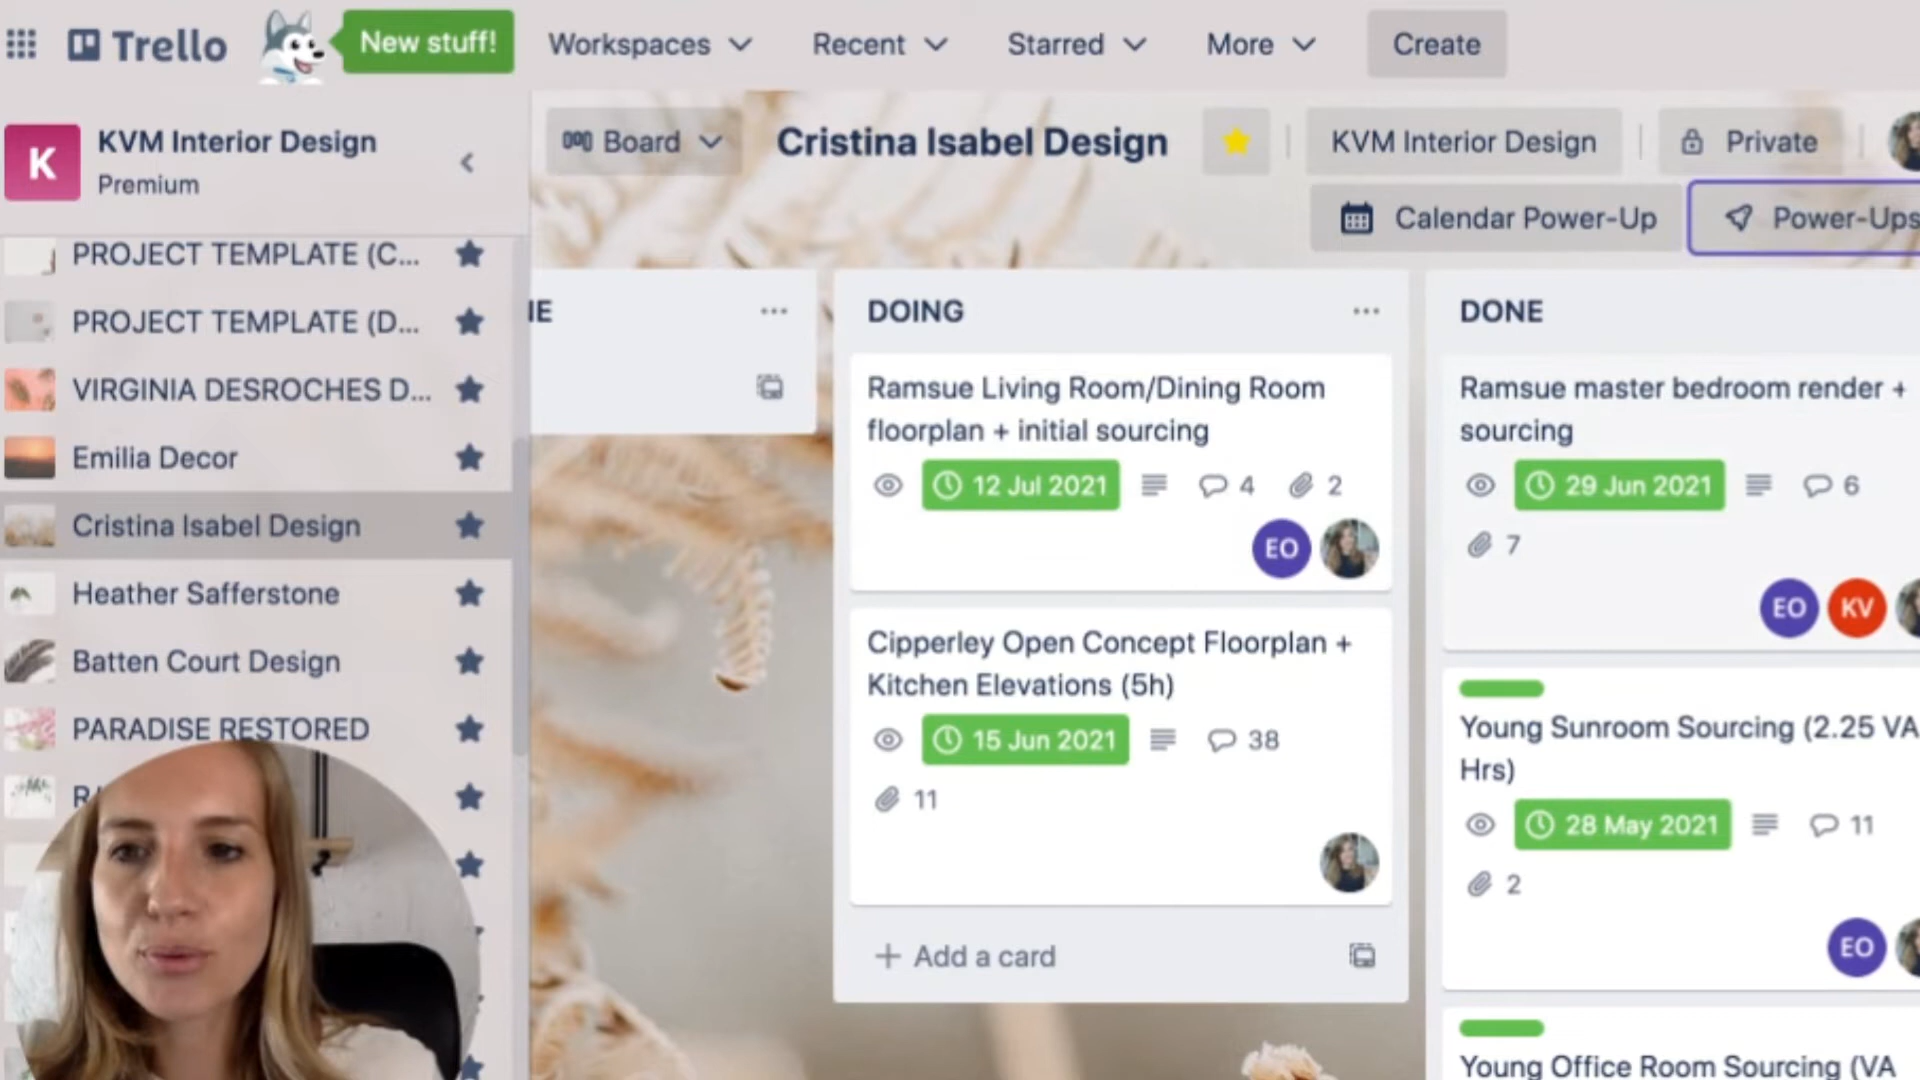 Trello
New stuff!
Workspaces
Recent
Starred
More
Create
K
KVM Interior Design
Premium
Board
Cristina Isabel Design
KVM Interior Design
Private
Calendar Power-Up
Power-Ups
PROJECT TEMPLATE (C...
PROJECT TEMPLATE (D...
VIRGINIA DESROCHES D...
Emilia Decor
Cristina Isabel Design
Heather Safferstone
Batten Court Design
PARADISE RESTORED
DOING
Ramsue Living Room/Dining Room
floorplan + initial sourcing
12 Jul 2021
4
2
EO
Cipperley Open Concept Floorplan +
Kitchen Elevations (5h)
15 Jun 2021
38
11
+ Add a card
DONE
Ramsue master bedroom render +
sourcing
29 Jun 2021
6
7
EO
KV
Young Sunroom Sourcing (2.25 VA
Hrs)
28 May 2021
11
2
EO
Young Office Room Sourcing (VA